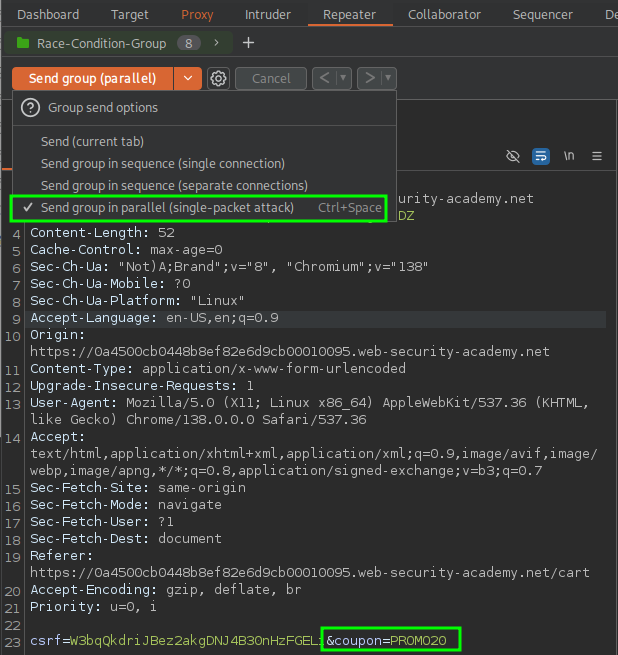 Dashboard Target Proxy Intruder Repeater Collaborator Sequencer
Race-Condition-Group 8 > +
Send group (parallel) Cancel < >
? Group send options
Send (current tab)
Send group in sequence (single connection)
Send group in sequence (separate connections)
Send group in parallel (single-packet attack) Ctrl+Space
\n
security-academy.net
DZ
4 Content-Length: 52
5 Cache-Control: max-age=0
6 Sec-Ch-Ua: "Not)A;Brand";v="8", "Chromium";v="138"
7 Sec-Ch-Ua-Mobile: ?0
8 Sec-Ch-Ua-Platform: "Linux"
9 Accept-Language: en-US,en;q=0.9
10 Origin:
https://0a4500cb0448b8ef82e6d9cb00010095.web-security-academy.net
11 Content-Type: application/x-www-form-urlencoded
12 Upgrade-Insecure-Requests: 1
13 User-Agent: Mozilla/5.0 (X11; Linux x86_64) AppleWebKit/537.36 (KHTML,
like Gecko) Chrome/138.0.0.0 Safari/537.36
14 Accept:
text/html,application/xhtml+xml,application/xml;q=0.9,image/avif,image/
webp,image/apng,*/*;q=0.8,application/signed-exchange;v=b3;q=0.7
15 Sec-Fetch-Site: same-origin
16 Sec-Fetch-Mode: navigate
17 Sec-Fetch-User: ?1
18 Sec-Fetch-Dest: document
19 Referer:
https://0a4500cb0448b8ef82e6d9cb00010095.web-security-academy.net/cart
20 Accept-Encoding: gzip, deflate, br
21 Priority: u=0, i
22
23 csrf=W3bqQkdriJBez2akgDNJ4B30nHzFGELi&coupon=PROMO20